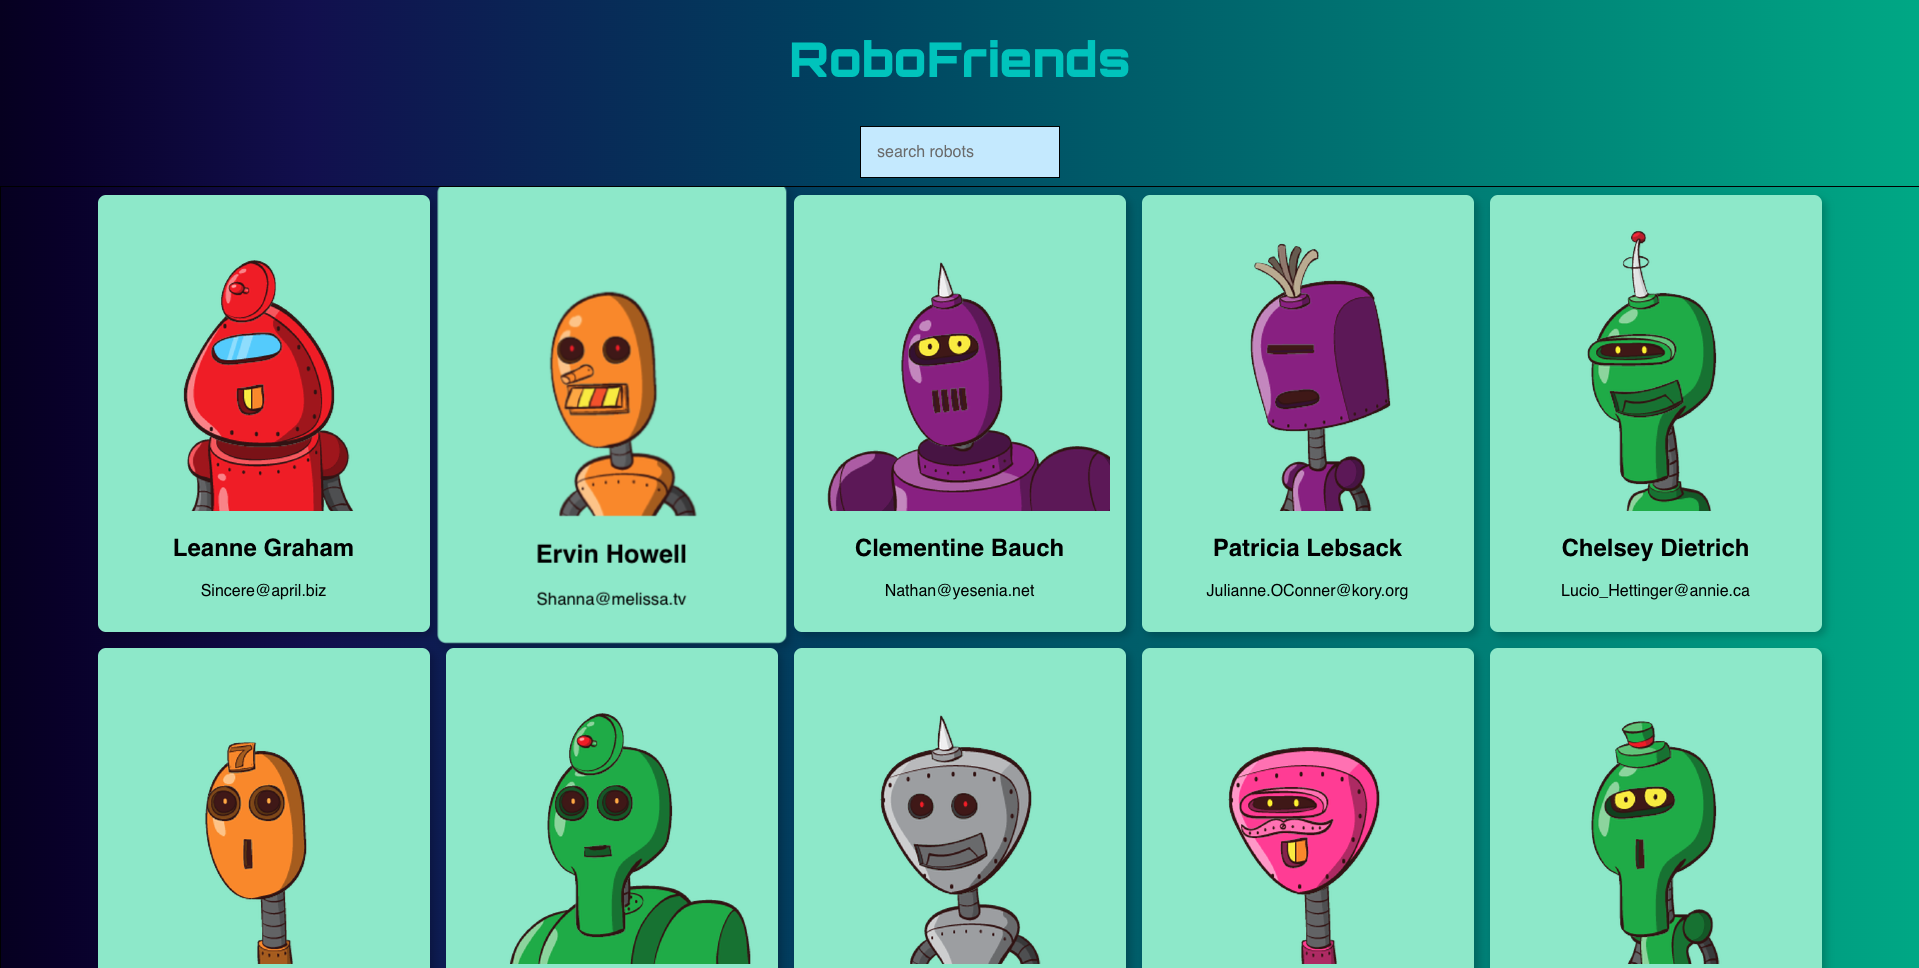 RoboFriends
search robots
Leanne Graham
Sincere@april.biz
Ervin Howell
Shanna@melissa.tv
Clementine Bauch
Nathan@yesenia.net
Patricia Lebsack
Julianne.OConner@kory.org
Chelsey Dietrich
Lucio_Hettinger@annie.ca
7